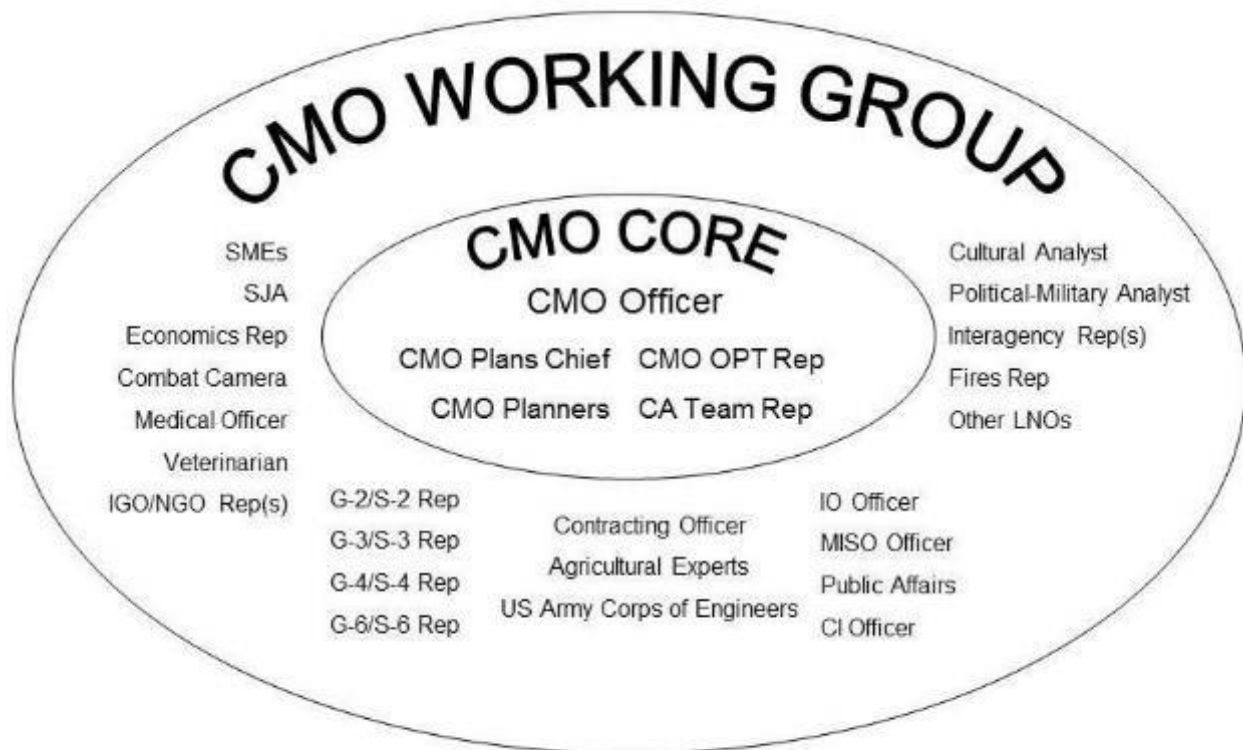 CMO WORKING GROUP
CMO CORE
CMO Officer
CMO Plans Chief
CMO OPT Rep
CMO Planners
CA Team Rep
SMEs
SJA
Economics Rep
Combat Camera
Medical Officer
Veterinarian
IGO/NGO Rep(s)
G-2/S-2 Rep
G-3/S-3 Rep
G-4/S-4 Rep
G-6/S-6 Rep
Contracting Officer
Agricultural Experts
US Army Corps of Engineers
IO Officer
MISO Officer
Public Affairs
CI Officer
Cultural Analyst
Political-Military Analyst
Interagency Rep(s)
Fires Rep
Other LNOs